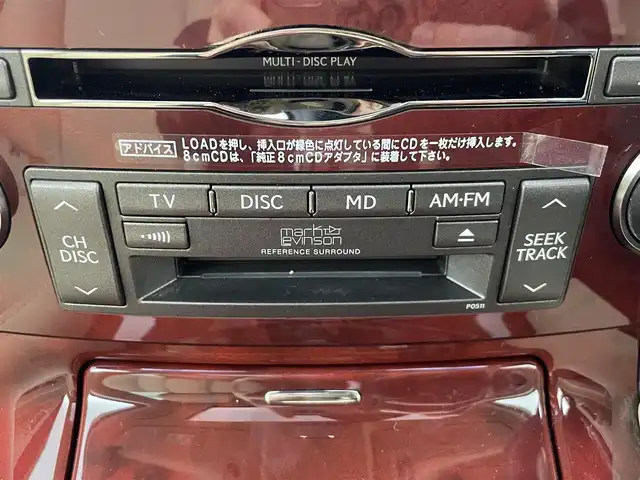 MULTI-DISC PLAY
アドバイス LOADを押し、挿入口が緑色に点灯している間にCDを一枚だけ挿入します。
8cmCDは、「純正8cmCDアダプタ」に装着して下さい。
TV DISC MD AM·FM
CH
DISC
SEEK
TRACK
mark
levinson
REFERENCE SURROUND
P0511